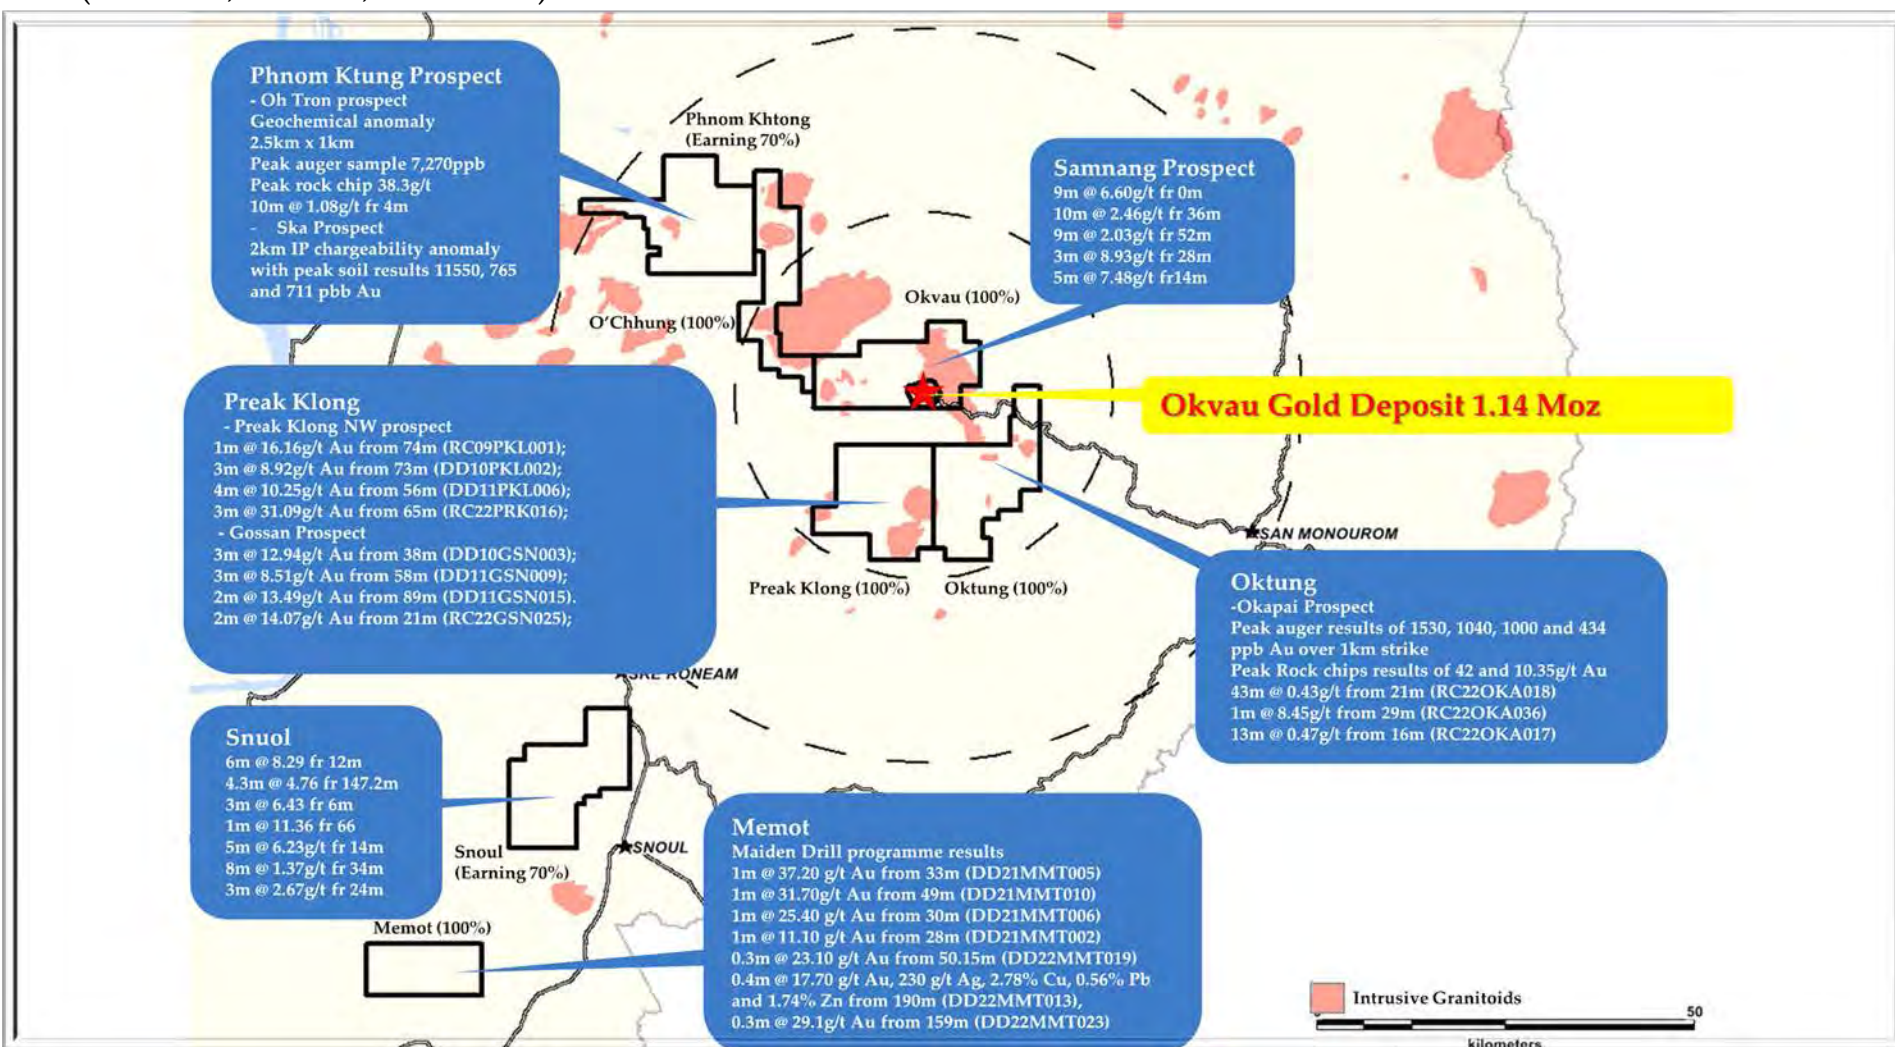 Phnom Ktung Prospect
- Oh Tron prospect
Geochemical anomaly
2.5km x 1km
Peak auger sample 7,270ppb
Peak rock chip 38.3g/t
10m @ 1.08g/t fr 4m
- Ska Prospect
2km IP chargeability anomaly
with peak soil results 11550, 765
and 711 pbb Au
Phnom Khtong
(Earning 70%)
Samnang Prospect
9m @ 6.60g/t fr 0m
10m @ 2.46g/t fr 36m
9m @ 2.03g/t fr 52m
3m @ 8.93g/t fr 28m
5m @ 7.48g/t fr14m
Okvau (100%)
O'Chhung (100%)
Okvau Gold Deposit 1.14 Moz
Preak Klong
- Preak Klong NW prospect
1m @ 16.16g/t Au from 74m (RC09PKL001);
3m @ 8.92g/t Au from 73m (DD10PKL002);
4m @ 10.25g/t Au from 56m (DD11PKL006);
3m @ 31.09g/t Au from 65m (RC22PRK016);
- Gossan Prospect
3m @ 12.94g/t Au from 38m (DD10GSN003);
3m @ 8.51g/t Au from 58m (DD11GSN009);
2m @ 13.49g/t Au from 89m (DD11GSN015).
2m @ 14.07g/t Au from 21m (RC22GSN025);
SAN MONOUROM
Preak Klong (100%)
Oktung (100%)
Oktung
-Okapai Prospect
Peak auger results of 1530, 1040, 1000 and 434
ppb Au over 1km strike
Peak Rock chips results of 42 and 10.35g/t Au
43m @ 0.43g/t from 21m (RC22OKA018)
1m @ 8.45g/t from 29m (RC22OKA036)
13m @ 0.47g/t from 16m (RC22OKA017)
SRE RONEAM
Snuol
6m @ 8.29 fr 12m
4.3m @ 4.76 fr 147.2m
3m @ 6.43 fr 6m
1m @ 11.36 fr 66
5m @ 6.23g/t fr 14m
8m @ 1.37g/t fr 34m
3m @ 2.67g/t fr 24m
Snoul
(Earning 70%)
SNOUL
Memot (100%)
Memot
Maiden Drill programme results
1m @ 37.20 g/t Au from 33m (DD21MMT005)
1m @ 31.70g/t Au from 49m (DD21MMT010)
1m @ 25.40 g/t Au from 30m (DD21MMT006)
1m @ 11.10 g/t Au from 28m (DD21MMT002)
0.3m @ 23.10 g/t Au from 50.15m (DD22MMT019)
0.4m @ 17.70 g/t Au, 230 g/t Ag, 2.78% Cu, 0.56% Pb
and 1.74% Zn from 190m (DD22MMT013),
0.3m @ 29.1g/t Au from 159m (DD22MMT023)
Intrusive Granitoids
50
kilometers